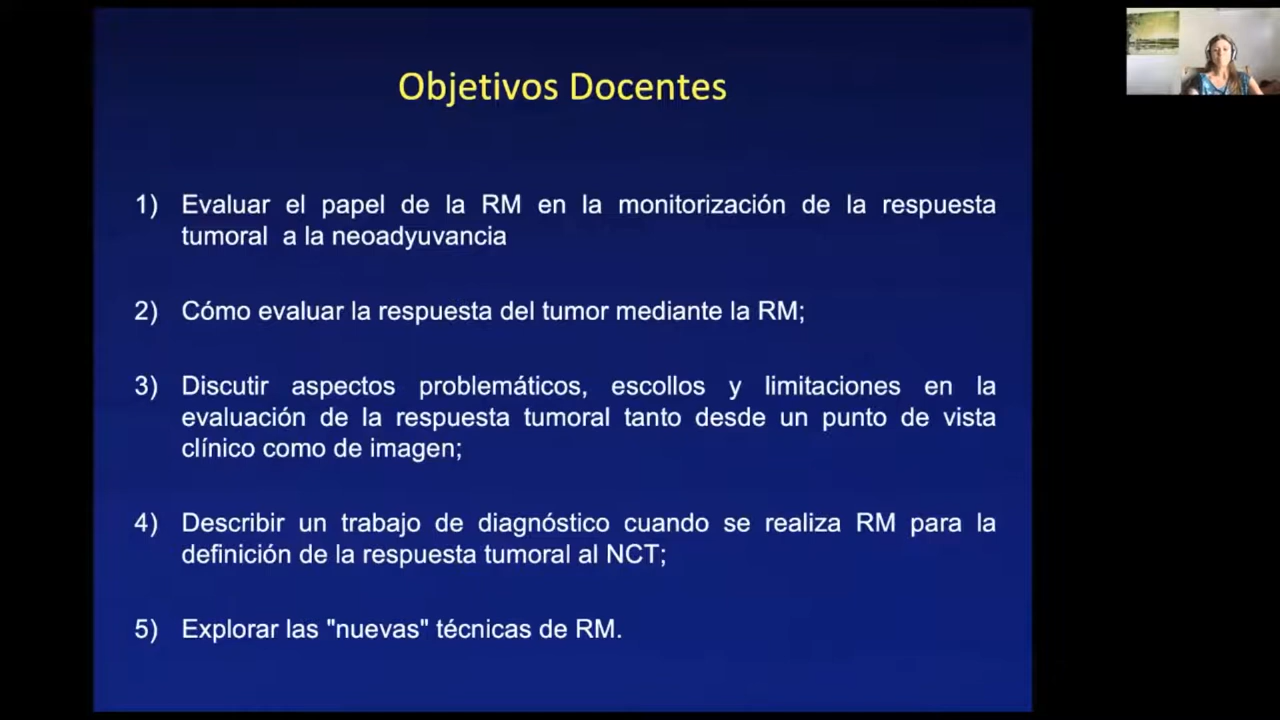 Objetivos Docentes
1) Evaluar el papel de la RM en la monitorización de la respuesta
tumoral a la neoadyuvancia
2) Cómo evaluar la respuesta del tumor mediante la RM;
3) Discutir aspectos problemáticos, escollos y limitaciones en la
evaluación de la respuesta tumoral tanto desde un punto de vista
clínico como de imagen;
4) Describir un trabajo de diagnóstico cuando se realiza RM para la
definición de la respuesta tumoral al NCT;
5) Explorar las "nuevas" técnicas de RM.